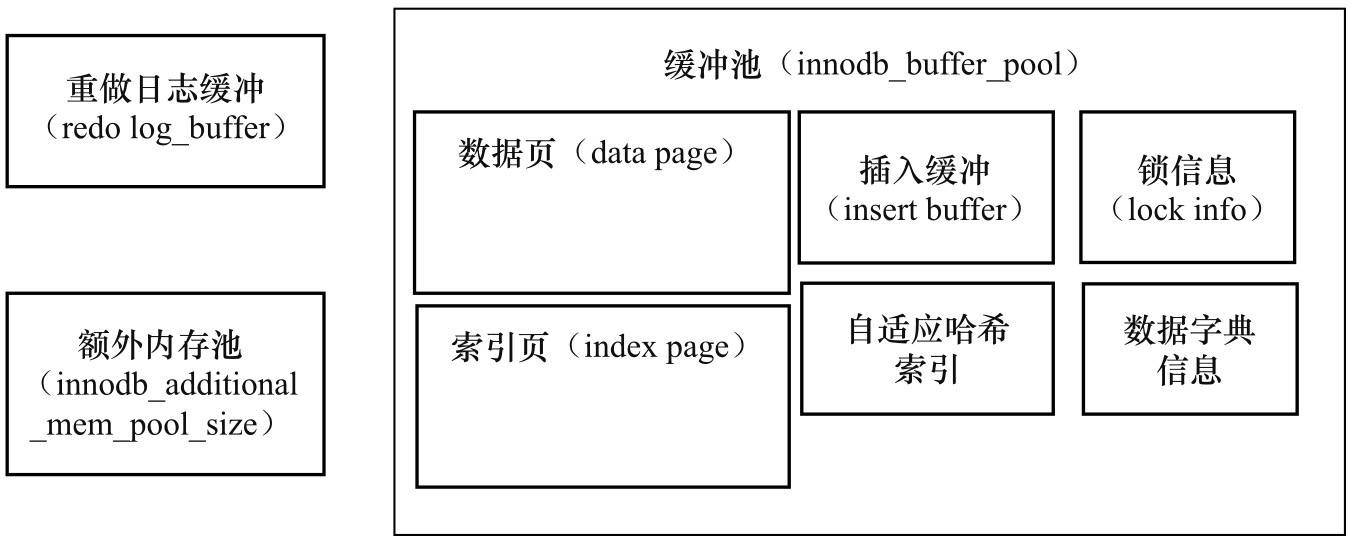 重做日志缓冲
（redo log_buffer）
额外内存池
（innodb_additional
_mem_pool_size）
缓冲池（innodb_buffer_pool）
数据页（data page）
插入缓冲
（insert buffer）
锁信息
（lock info）
索引页（index page）
自适应哈希
索引
数据字典
信息